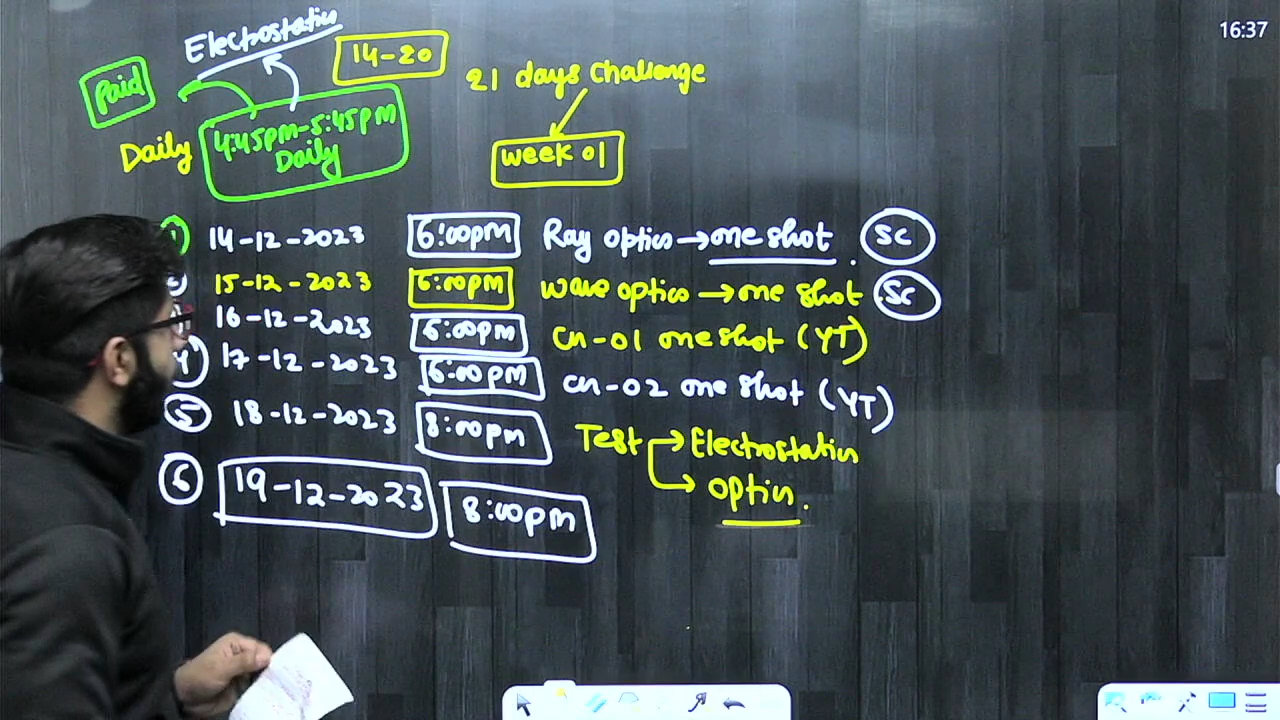 16:37
Electrostatics
14-20
Paid
21 days challenge
4:45pm-5:45pm
Daily
Daily
week 01
14-12-2023 6:00pm Ray optics → one shot. SC
15-12-2023 6:00pm wave optics → one shot SC
16-12-2023 6:00pm CH-01 one shot (YT)
4 17-12-2023 6:00pm CH-02 one shot (YT)
5 18-12-2023 8:00pm Test → Electrostatics
→ optics.
6 19-12-2023 8:00pm